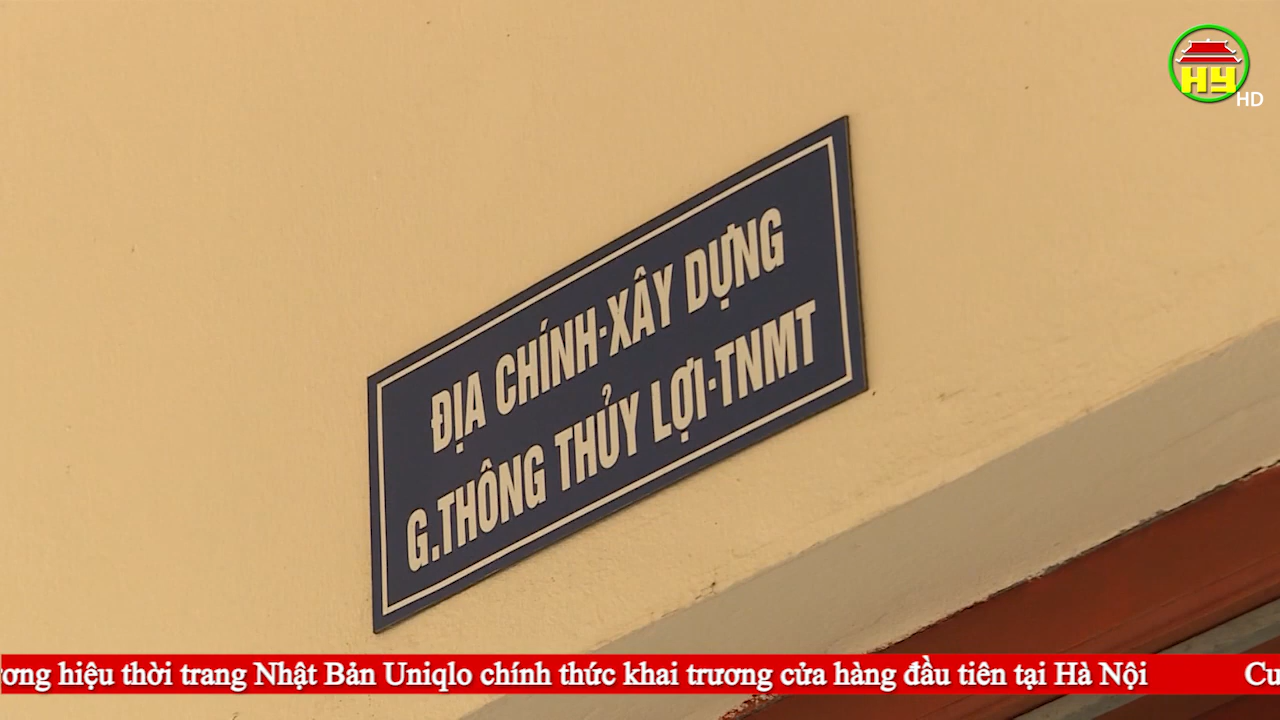 HY
HD
ĐỊA CHÍNH-XÂY DỰNG
G.THÔNG THỦY LỢI-TNMT
hiệu thời trang Nhật Bản Uniqlo chính thức khai trương cửa hàng đầu tiên tại Hà Nội